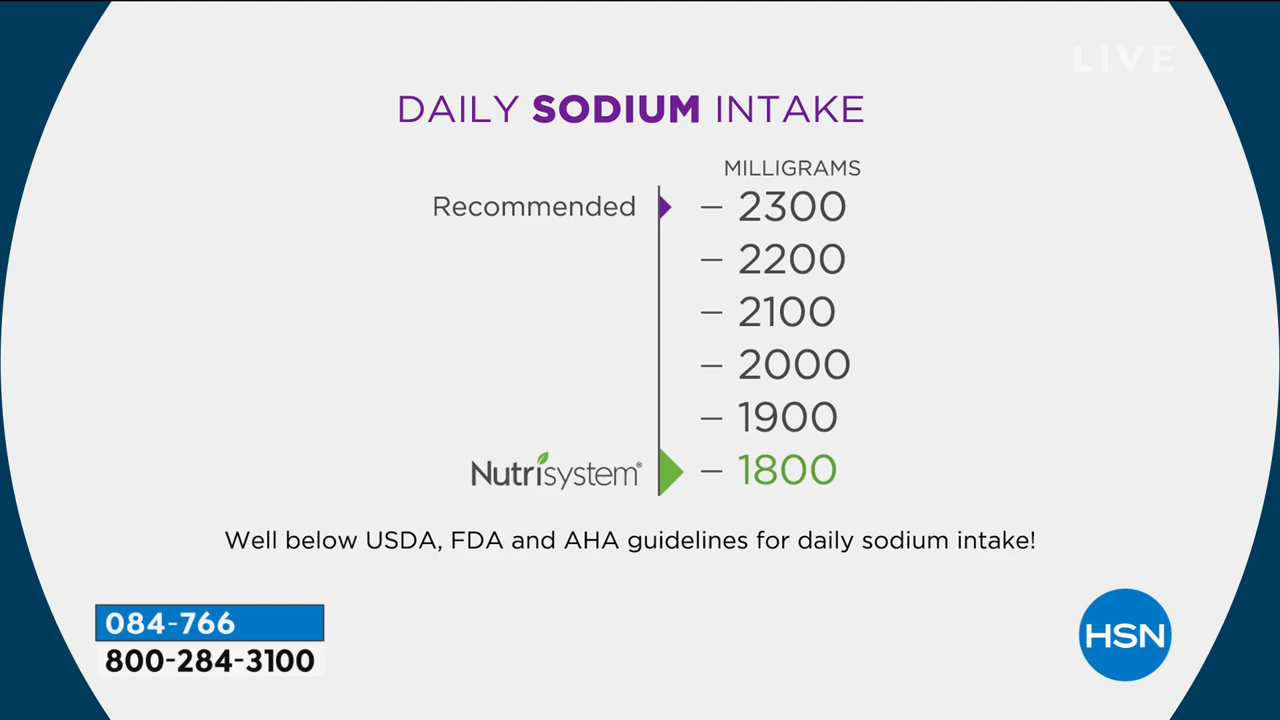 LIVE
DAILY SODIUM INTAKE
MILLIGRAMS
Recommended – 2300
– 2200
– 2100
– 2000
– 1900
Nutrisystem® – 1800
Well below USDA, FDA and AHA guidelines for daily sodium intake!
084-766
800-284-3100
HSN